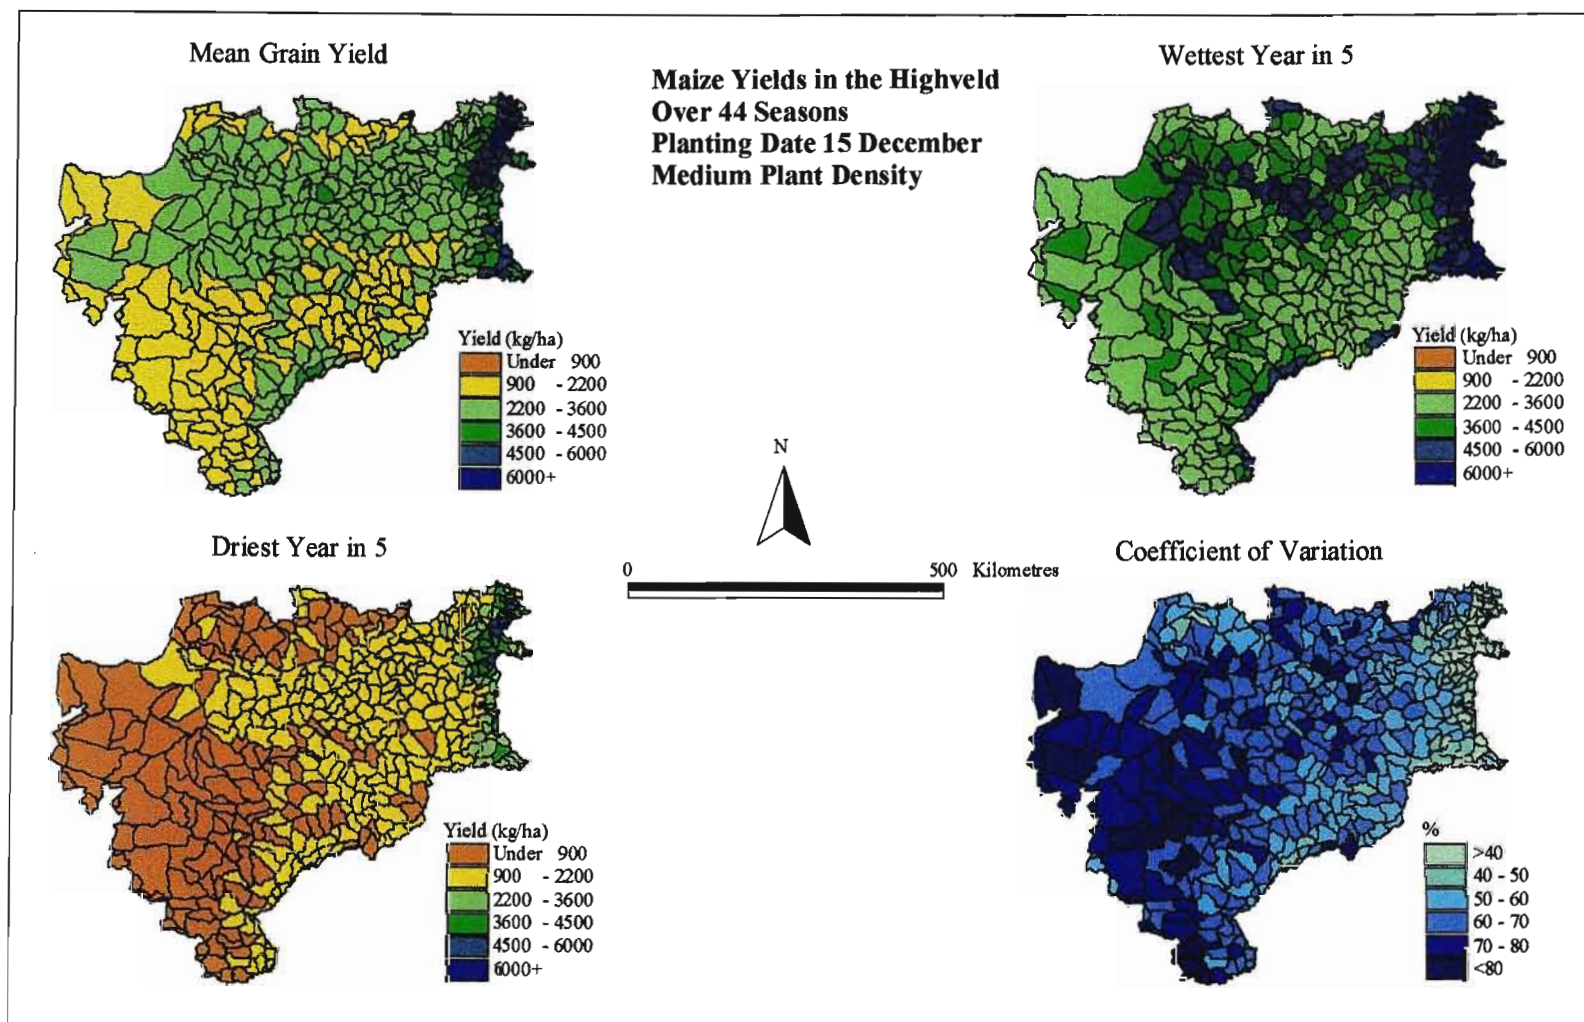 Mean Grain Yield
Maize Yields in the Highveld
Over 44 Seasons
Planting Date 15 December
Medium Plant Density
Wettest Year in 5
Yield (kg/ha)
Under 900
900 - 2200
2200 - 3600
3600 - 4500
4500 - 6000
6000+
Yield (kg/ha)
Under 900
900 - 2200
2200 - 3600
3600 - 4500
4500 - 6000
6000+
N
0 500 Kilometres
Driest Year in 5
Yield (kg/ha)
Under 900
900 - 2200
2200 - 3600
3600 - 4500
4500 - 6000
6000+
Coefficient of Variation
%
>40
40 - 50
50 - 60
60 - 70
70 - 80
<80